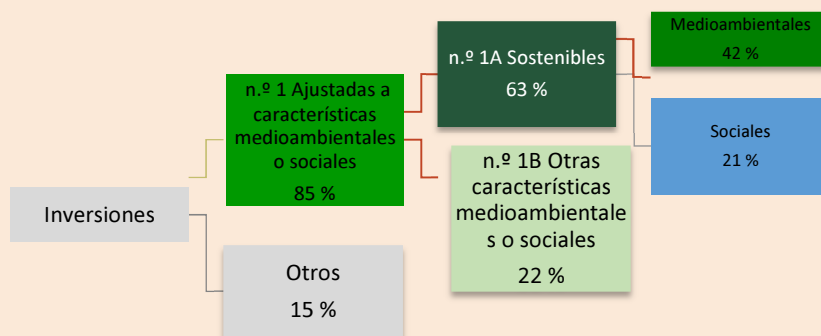 Inversiones
n.º 1 Ajustadas a
características
medioambientales
o sociales
85 %
Otros
15 %
n.º 1A Sostenibles
63 %
n.º 1B Otras
características
medioambientale
s o sociales
22 %
Medioambientales
42 %
Sociales
21 %